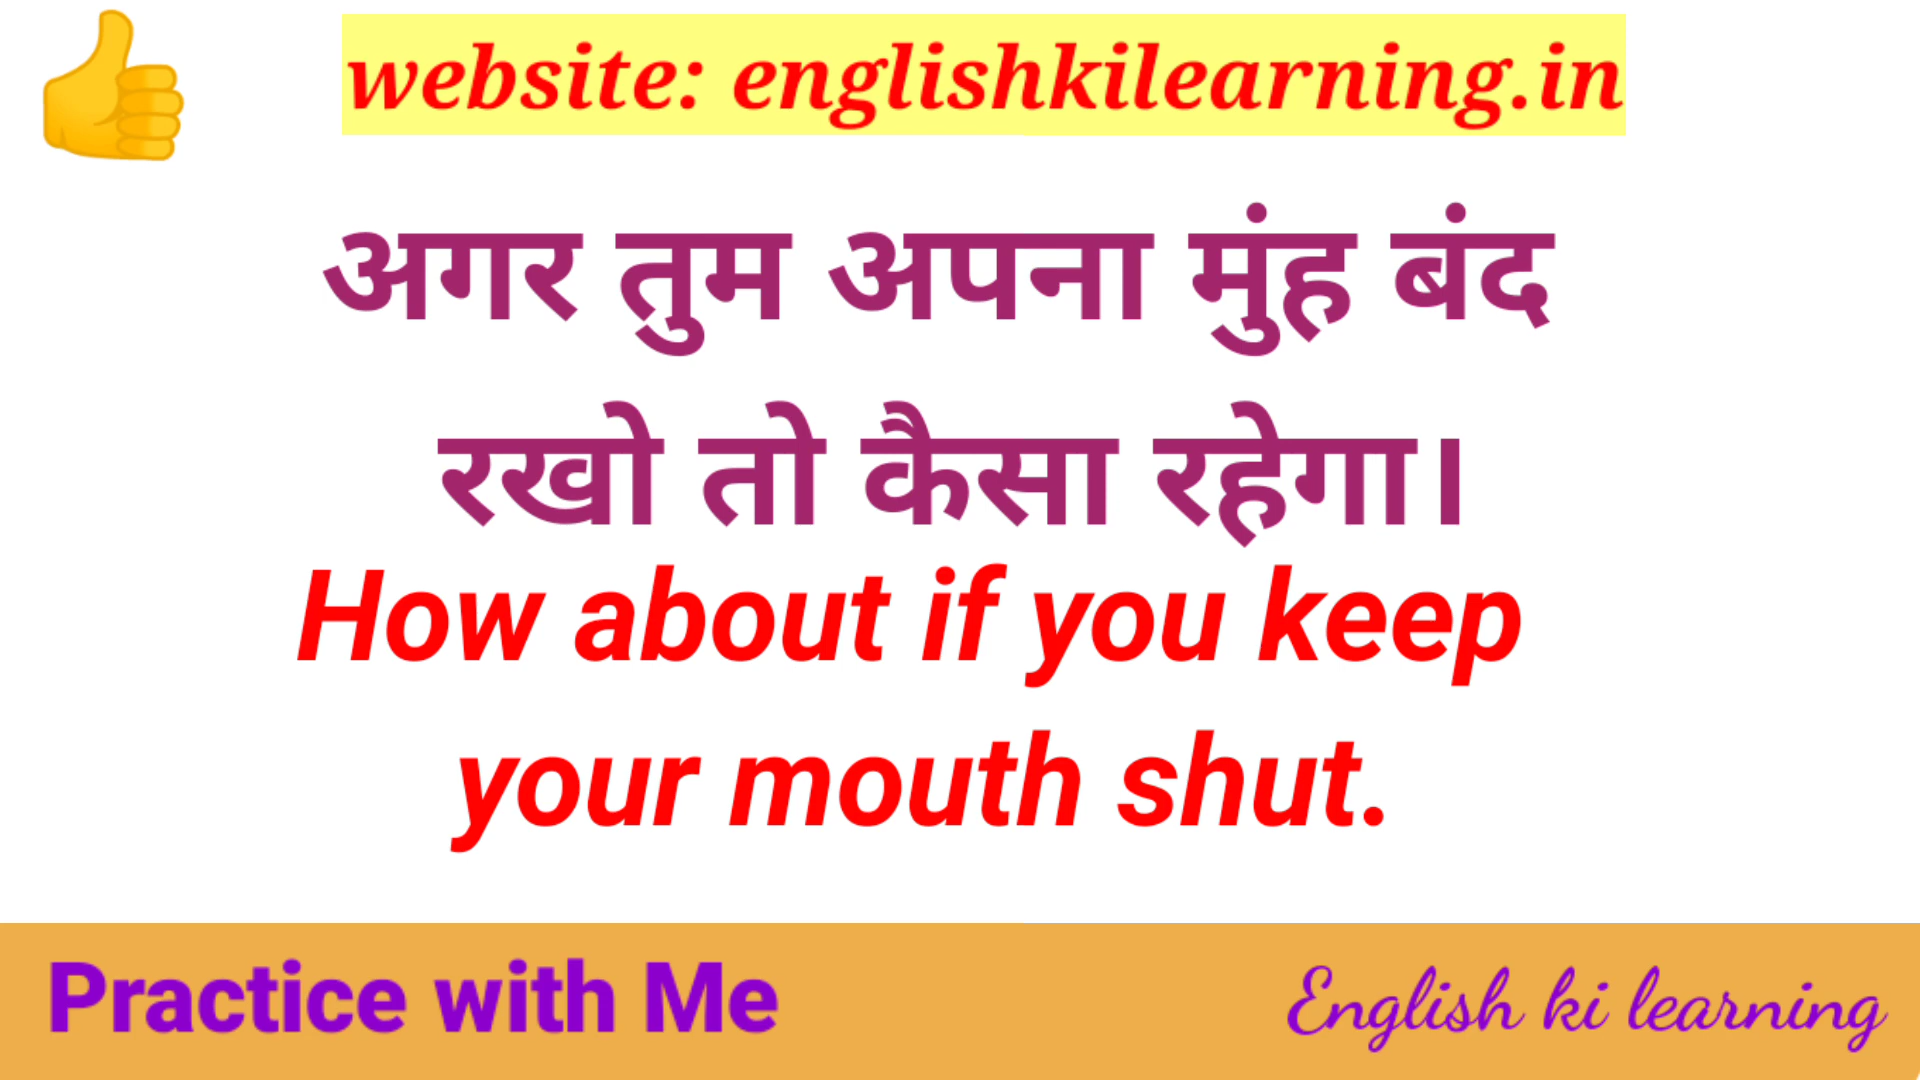 website: englishkilearning.in
अगर तुम अपना मुंह बंद
रखो तो कैसा रहेगा।
How about if you keep
your mouth shut.
Practice with Me
English ki learning